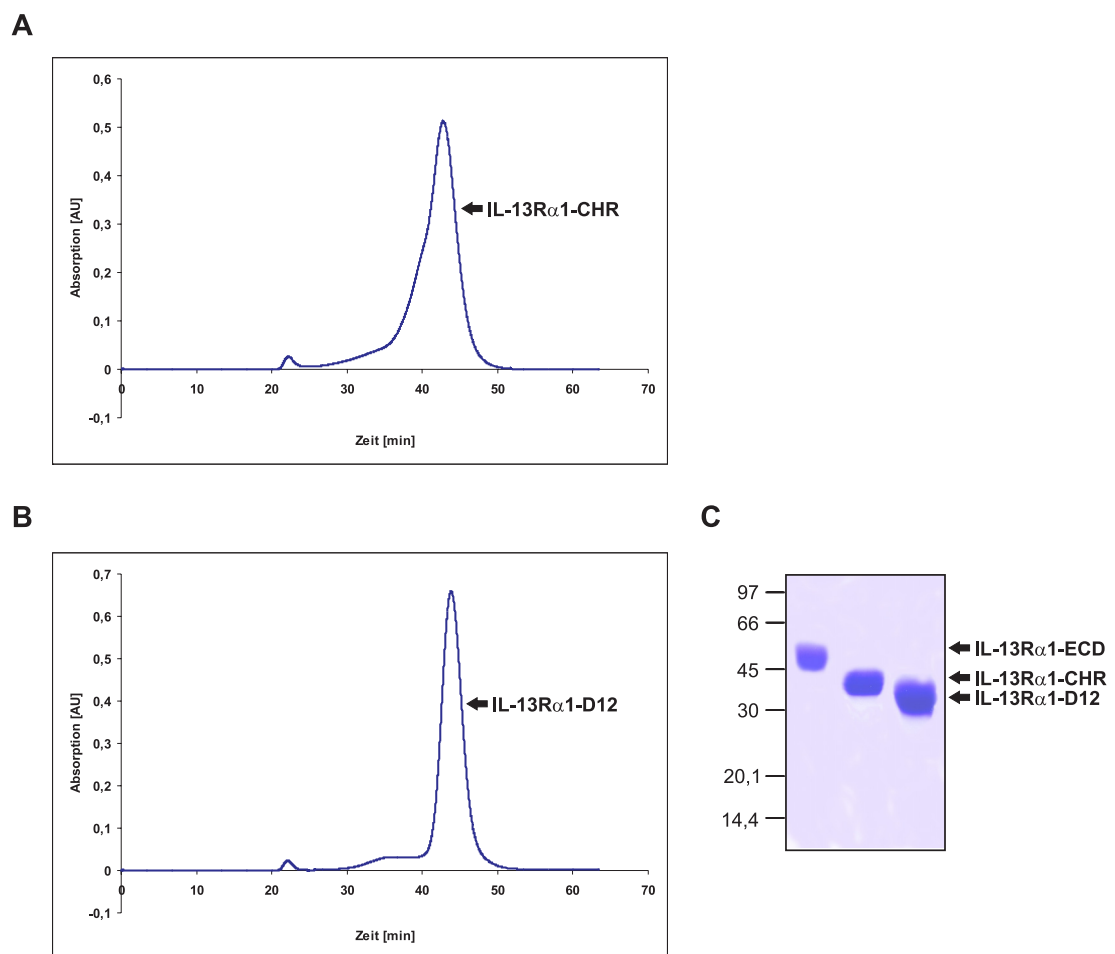 A
0,6
0,5
0,4
0,3
0,2
0,1
0
-0,1
Absorption [AU]
IL-13Rα1-CHR
0 10 20 30 40 50 60 70
Zeit [min]
B
0,7
0,6
0,5
0,4
0,3
0,2
0,1
0
-0,1
Absorption [AU]
IL-13Rα1-D12
0 10 20 30 40 50 60 70
Zeit [min]
C
97
66
45
30
20,1
14,4
IL-13Rα1-ECD
IL-13Rα1-CHR
IL-13Rα1-D12